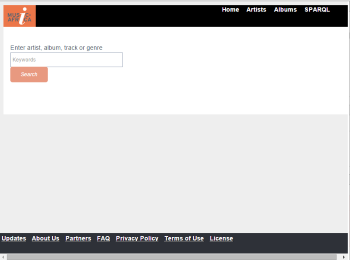 Home Artists Albums SPARQL
Enter artist, album, track or genre
Keywords
Search
Updates About Us Partners FAQ Privacy Policy Terms of Use License